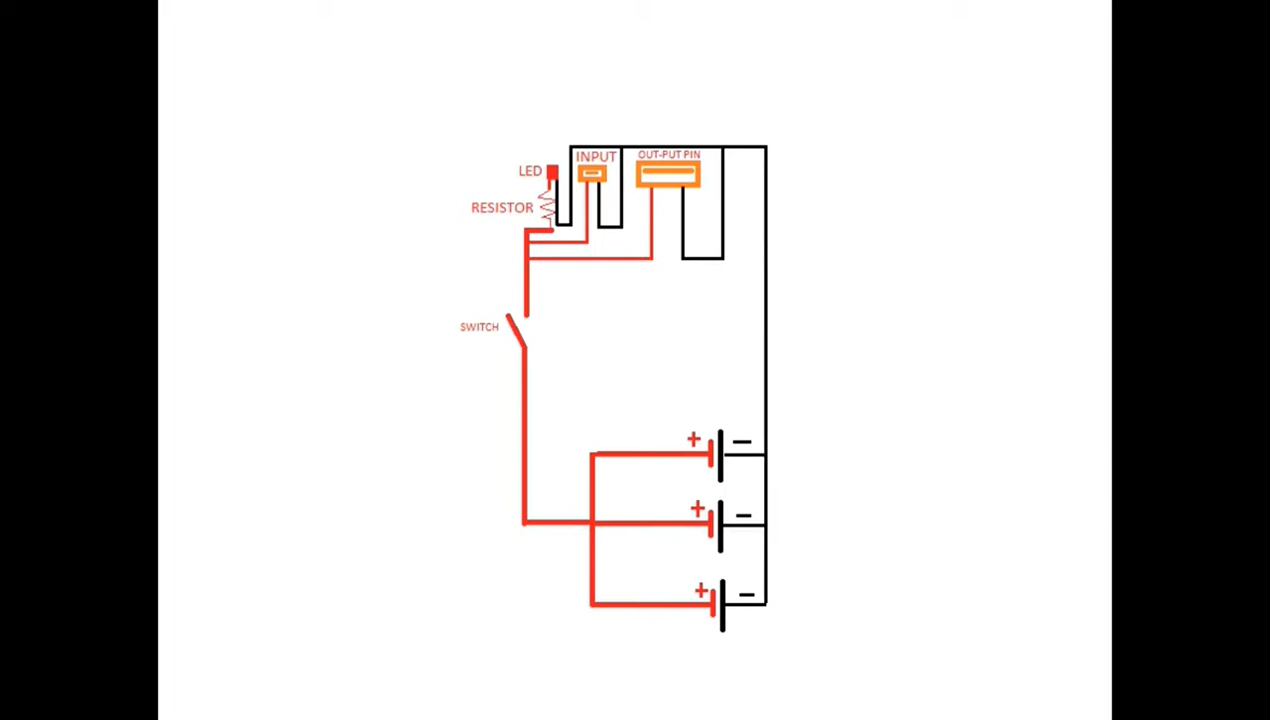 INPUT
OUT-PUT PIN
LED
RESISTOR
SWITCH
+
−
+
−
+
−